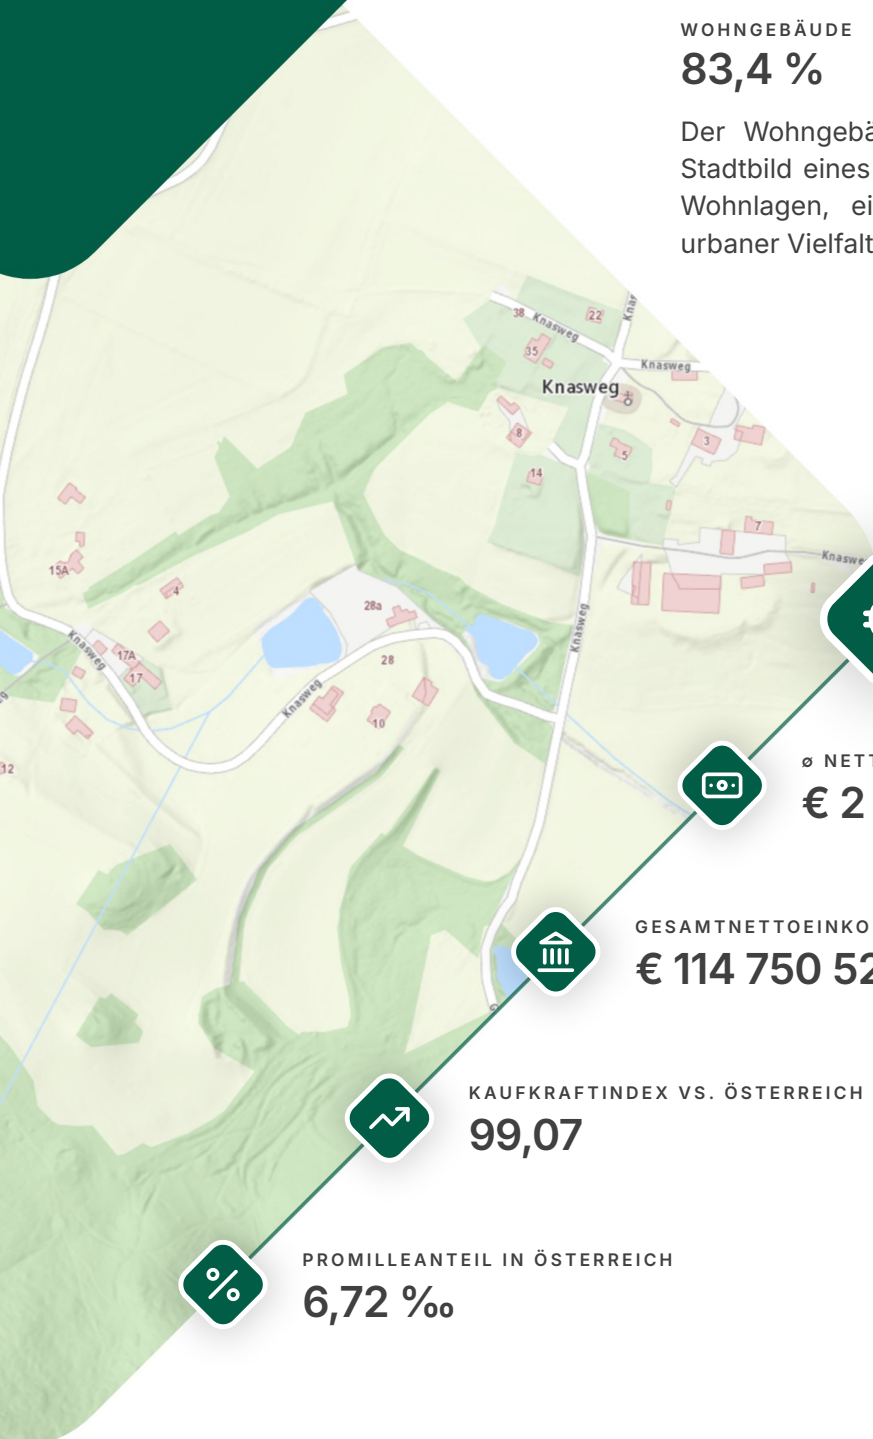 WOHNGEBÄUDE
83,4 %
Der Wohngebä
Stadtbild eines
Wohnlagen, ei
urbaner Vielfalt
38
22
Knasweg
Knas
35
Knasweg
Knasweg
8
3
5
14
7
Knaswe
15A
4
28a
Knasweg
Knasweg
17A
17
28
Knasweg
10
12
ø NETT
€ 2
GESAMTNETTOEINKO
€ 114 750 52
KAUFKRAFTINDEX VS. ÖSTERREICH
99,07
PROMILLEANTEIL IN ÖSTERREICH
6,72 ‰